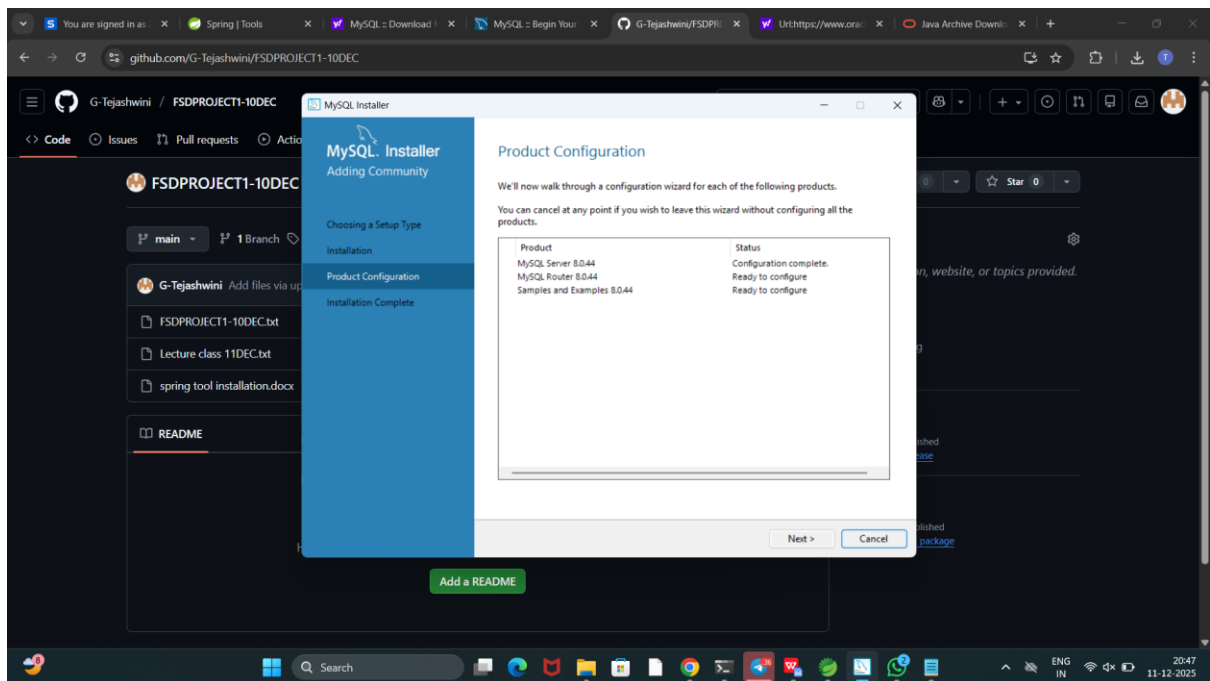 You are signed in as
Spring | Tools
MySQL :: Download
MySQL :: Begin Your
G-Tejashwini/FSDPR
Url:https://www.orac
Java Archive Downlo
github.com/G-Tejashwini/FSDPROJECT1-10DEC
T
G-Tejashwini / FSDPROJECT1-10DEC
<> Code
Issues
Pull requests
Actio
FSDPROJECT1-10DEC
0
Star 0
main
1 Branch
G-Tejashwini Add files via up
FSDPROJECT1-10DEC.txt
Lecture class 11DEC.txt
spring tool installation.docx
README
Add a README
on, website, or topics provided.
MySQL Installer
MySQL. Installer
Adding Community
Choosing a Setup Type
Installation
Product Configuration
Installation Complete
Product Configuration
We'll now walk through a configuration wizard for each of the following products.
You can cancel at any point if you wish to leave this wizard without configuring all the
products.
Product Status
MySQL Server 8.0.44 Configuration complete.
MySQL Router 8.0.44 Ready to configure
Samples and Examples 8.0.44 Ready to configure
Next >
Cancel
package
Search
ENG
IN
20:47
11-12-2025